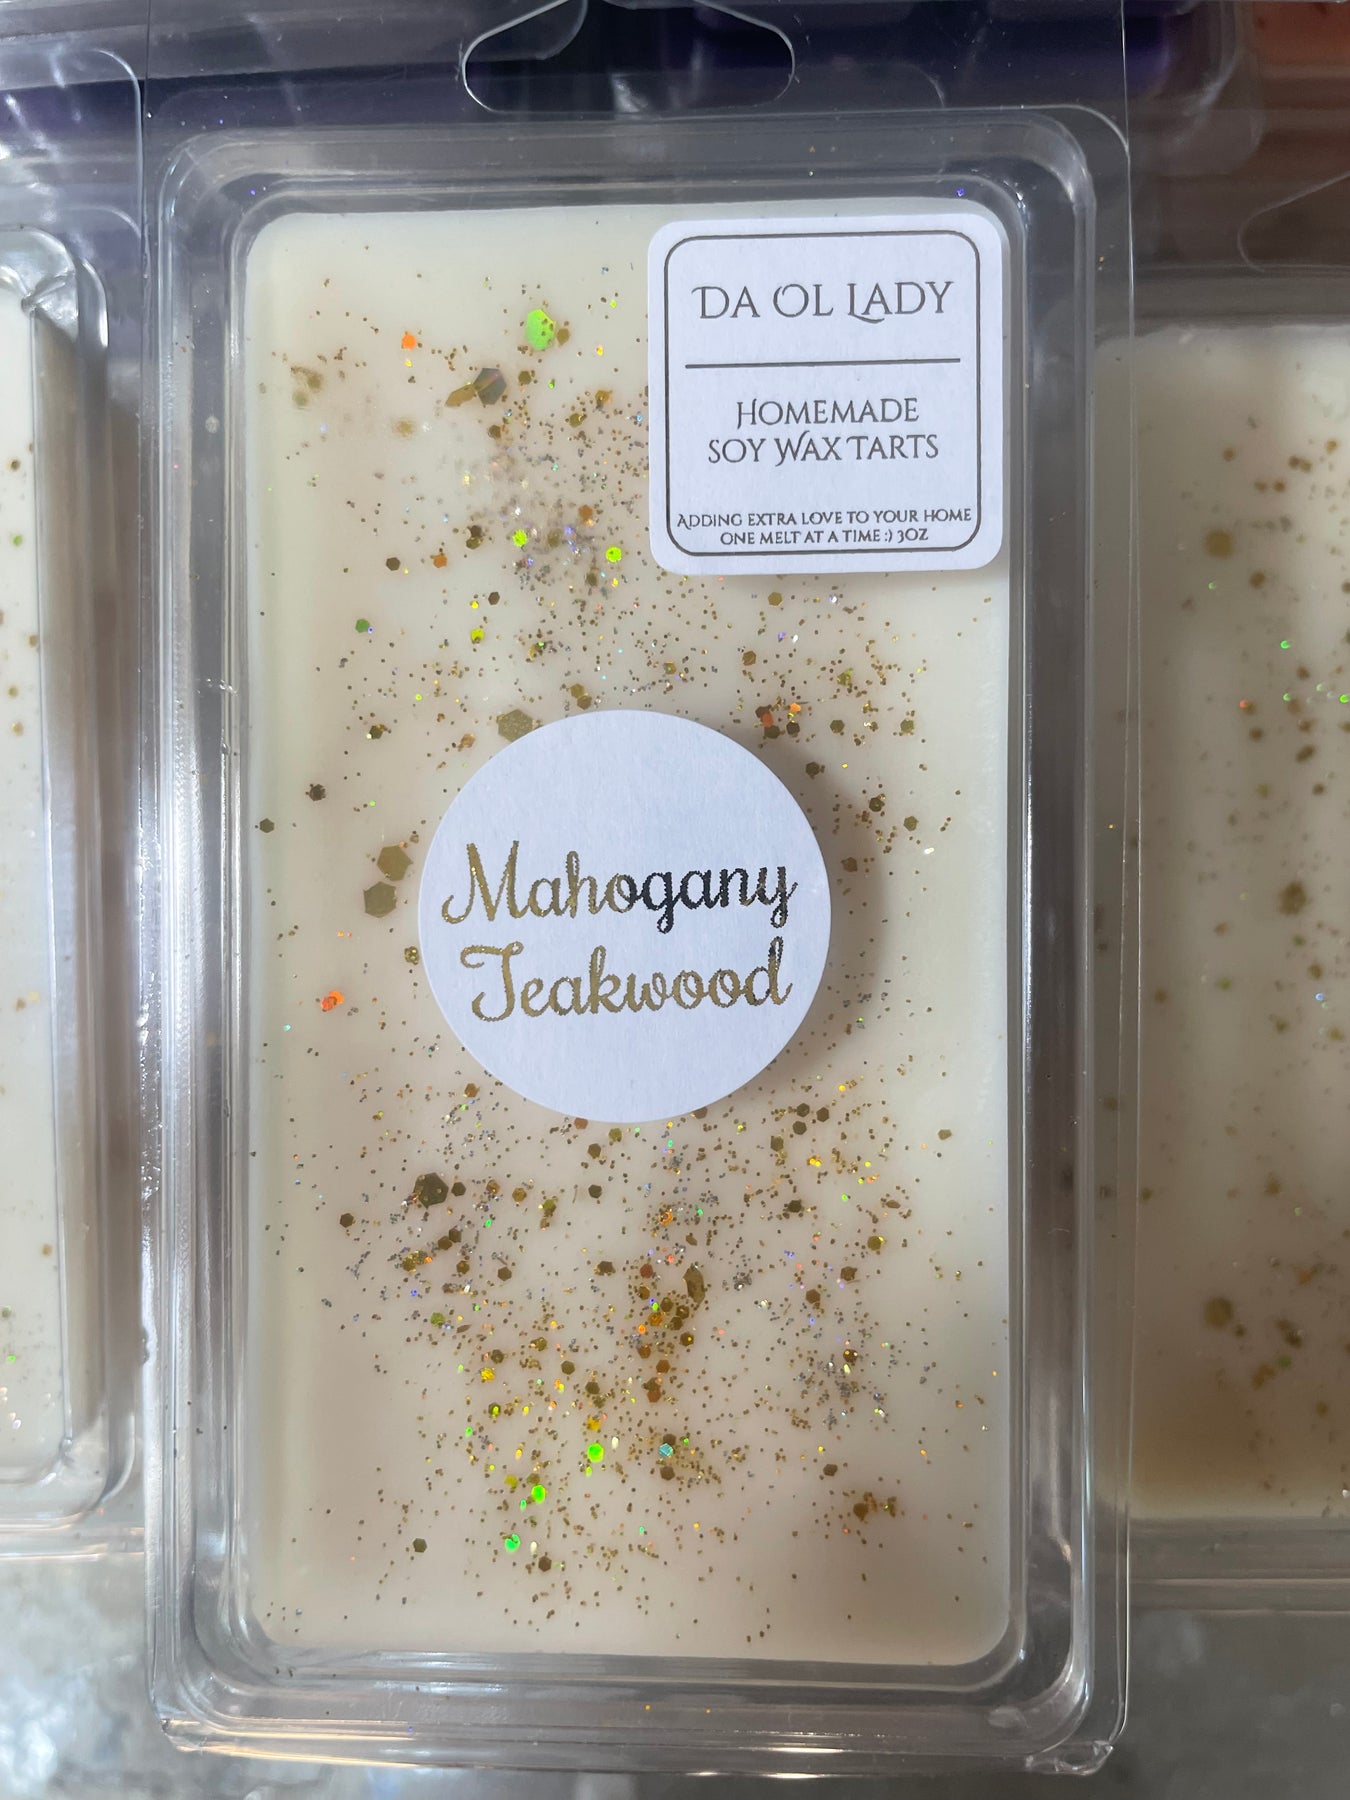 Da Ol Lady
Homemade
Soy Wax Tarts
Adding extra love to your home
one melt at a time :) 3oz
Mahogany
Teakwood